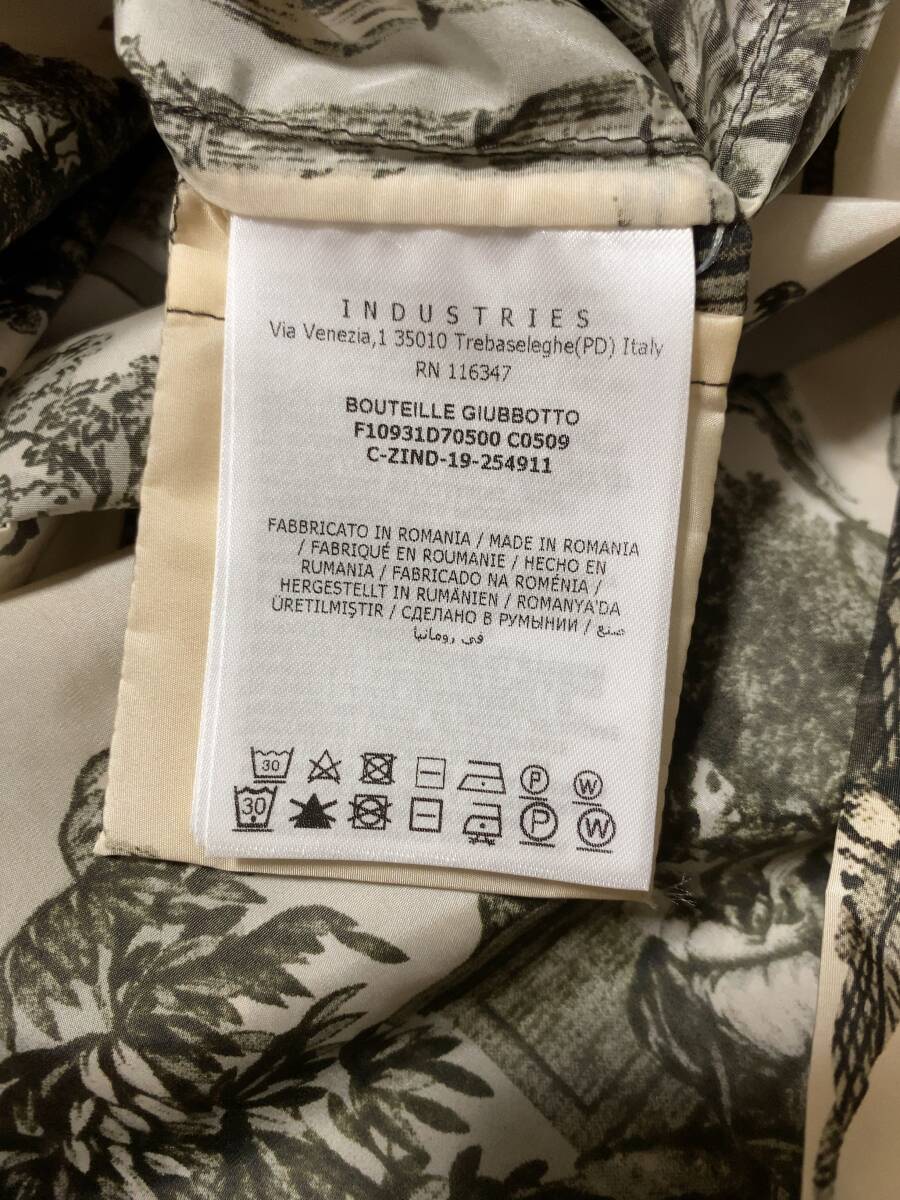 INDUSTRIES
Via Venezia,1 35010 Trebaseleghe(PD) Italy
RN 116347
BOUTEILLE GIUBBOTTO
F10931D70500 C0509
C-ZIND-19-254911
FABBRICATO IN ROMANIA / MADE IN ROMANIA
/ FABRIQUÉ EN ROUMANIE / HECHO EN
RUMANIA / FABRICADO NA ROMÉNIA /
HERGESTELLT IN RUMÄNIEN / ROMANYA'DA
ÜRETILMIŞTIR / СДЕЛАНО В РУМЫНИИ / صنع
في رومانيا
30 P W
30 P W